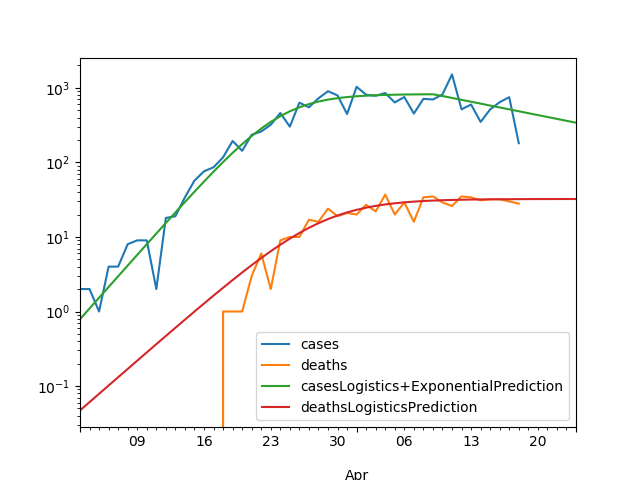 10³
10²
10¹
10⁰
10⁻¹
cases
deaths
casesLogistics+ExponentialPrediction
deathsLogisticsPrediction
09 16 23 30 06 13 20
Apr